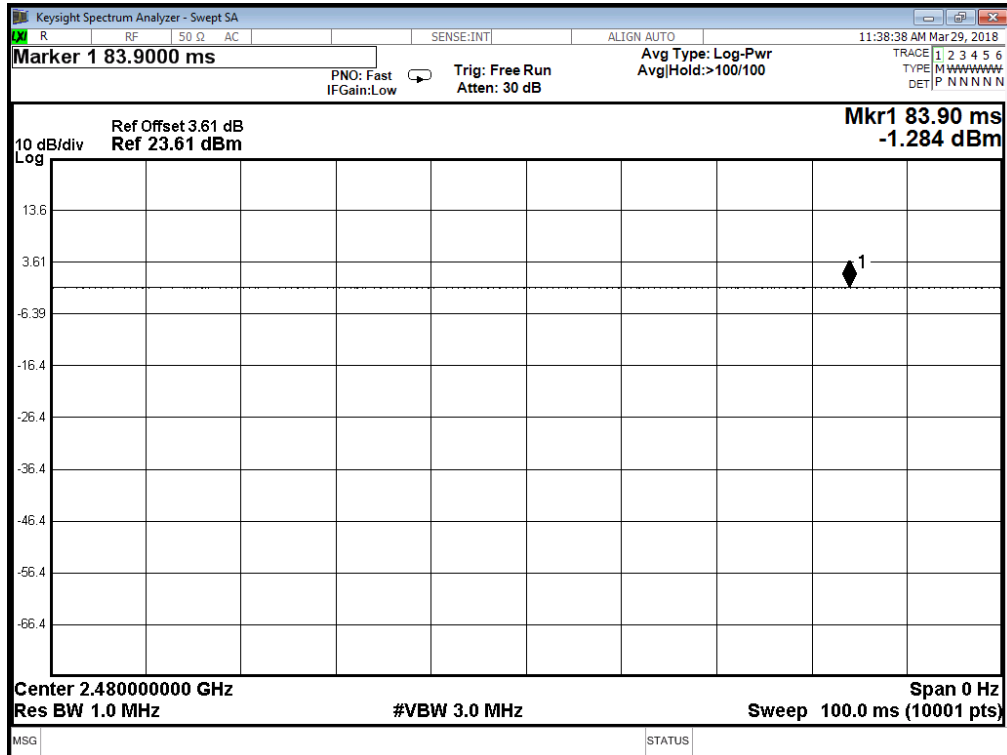 Keysight Spectrum Analyzer - Swept SA
R RF 50 Ω AC SENSE:INT ALIGN AUTO 11:38:38 AM Mar 29, 2018
Marker 1 83.9000 ms
PNO: Fast
IFGain:Low
Trig: Free Run
Atten: 30 dB
Avg Type: Log-Pwr
Avg|Hold:>100/100
TRACE 1 2 3 4 5 6
TYPE M WWWWW
DET P N N N N N
Mkr1 83.90 ms
-1.284 dBm
Ref Offset 3.61 dB
10 dB/div Ref 23.61 dBm
Log
13.6
3.61
1
-6.39
-16.4
-26.4
-36.4
-46.4
-56.4
-66.4
Center 2.480000000 GHz Span 0 Hz
Res BW 1.0 MHz #VBW 3.0 MHz Sweep 100.0 ms (10001 pts)
MSG STATUS